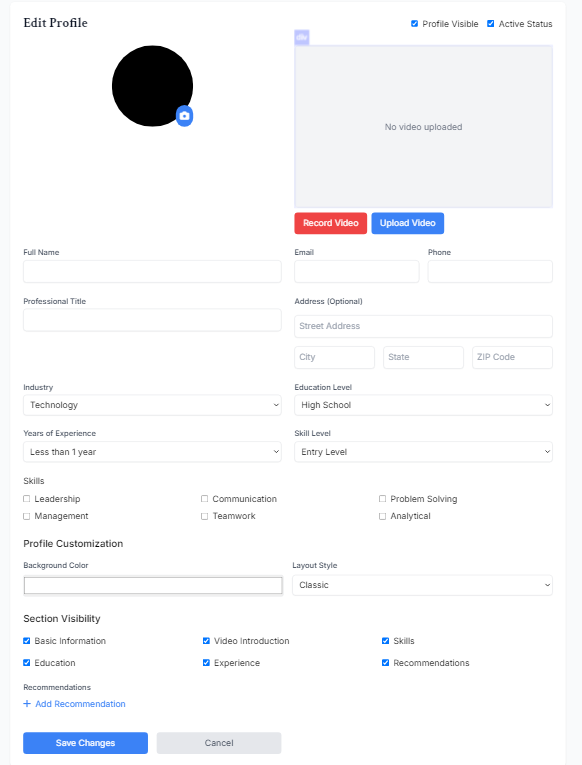 Edit Profile
Profile Visible Active Status
div
No video uploaded
Record Video Upload Video
Full Name Email Phone
Professional Title Address (Optional)
Street Address
City State ZIP Code
Industry Education Level
Technology High School
Years of Experience Skill Level
Less than 1 year Entry Level
Skills
Leadership Communication Problem Solving
Management Teamwork Analytical
Profile Customization
Background Color Layout Style
Classic
Section Visibility
Basic Information Video Introduction Skills
Education Experience Recommendations
Recommendations
+ Add Recommendation
Save Changes Cancel